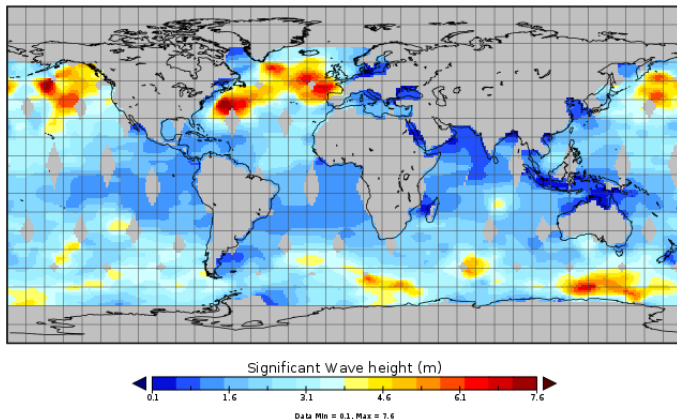 Significant Wave height (m)
0.1 1.6 3.1 4.6 6.1 7.6
Data Min = 0.1, Max = 7.6